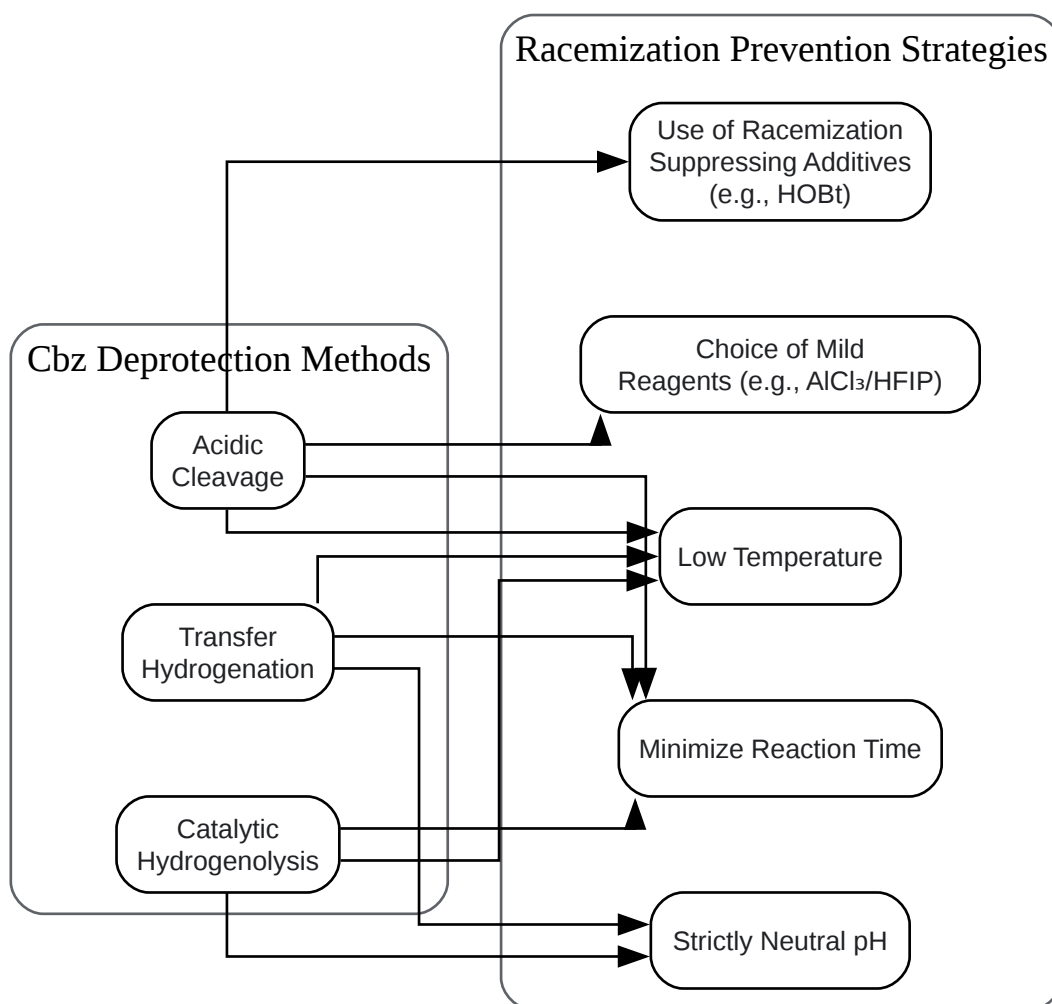 Racemization Prevention Strategies
Use of Racemization
Suppressing Additives
(e.g., HOBt)
Choice of Mild
Reagents (e.g., AlCl₃/HFIP)
Low Temperature
Minimize Reaction Time
Strictly Neutral pH
Cbz Deprotection Methods
Acidic
Cleavage
Transfer
Hydrogenation
Catalytic
Hydrogenolysis